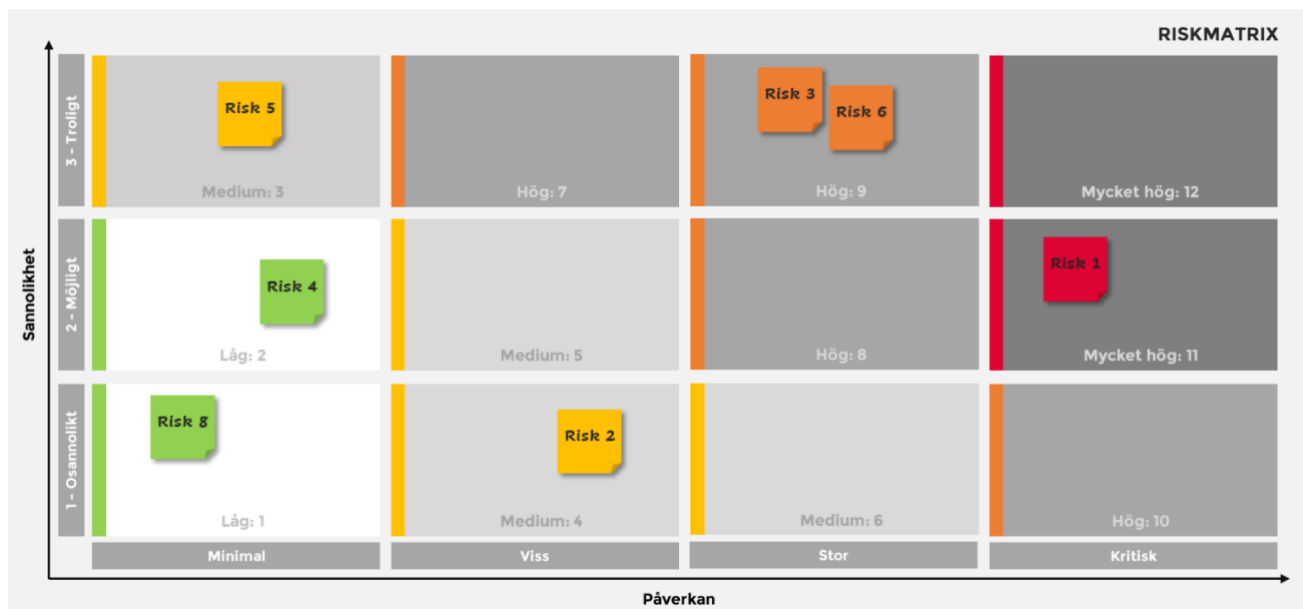 RISKMATRIX
Sannolikhet
3 - Troligt
Risk 5
Medium: 3
Hög: 7
Risk 3
Risk 6
Hög: 9
Mycket hög: 12
2 - Möjligt
Risk 4
Låg: 2
Medium: 5
Hög: 8
Risk 1
Mycket hög: 11
1 - Osannolikt
Risk 8
Låg: 1
Risk 2
Medium: 4
Medium: 6
Hög: 10
Minimal
Viss
Stor
Kritisk
Påverkan